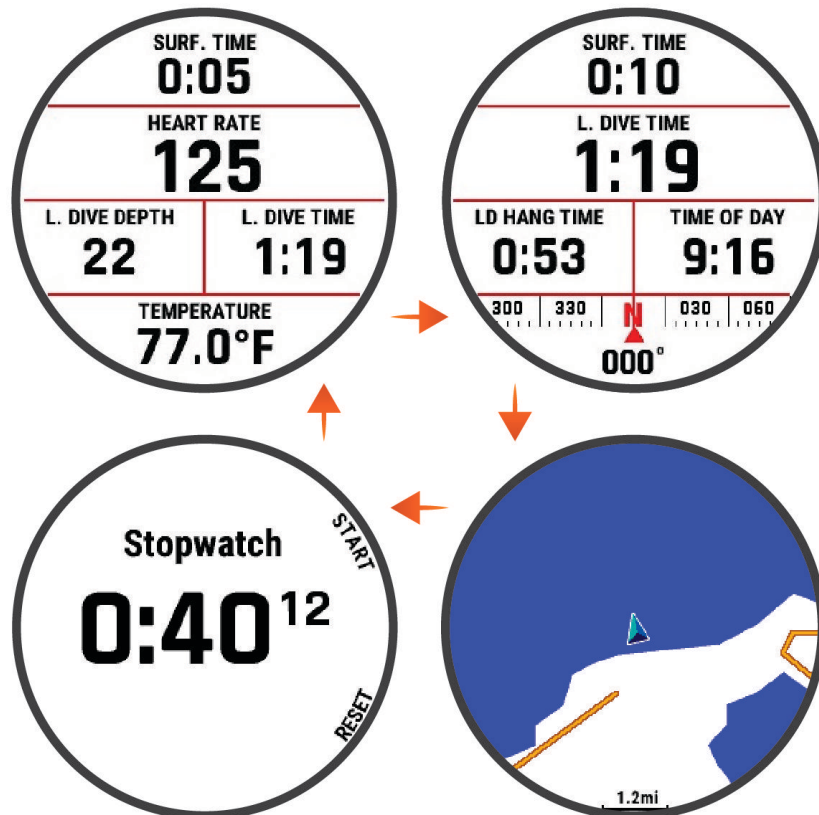 SURF. TIME
0:05
HEART RATE
125
L. DIVE DEPTH
22
L. DIVE TIME
1:19
TEMPERATURE
77.0°F
SURF. TIME
0:10
L. DIVE TIME
1:19
LD HANG TIME
0:53
TIME OF DAY
9:16
300 330 N 030 060
000°
Stopwatch
0:40 12
START
RESET
1.2mi